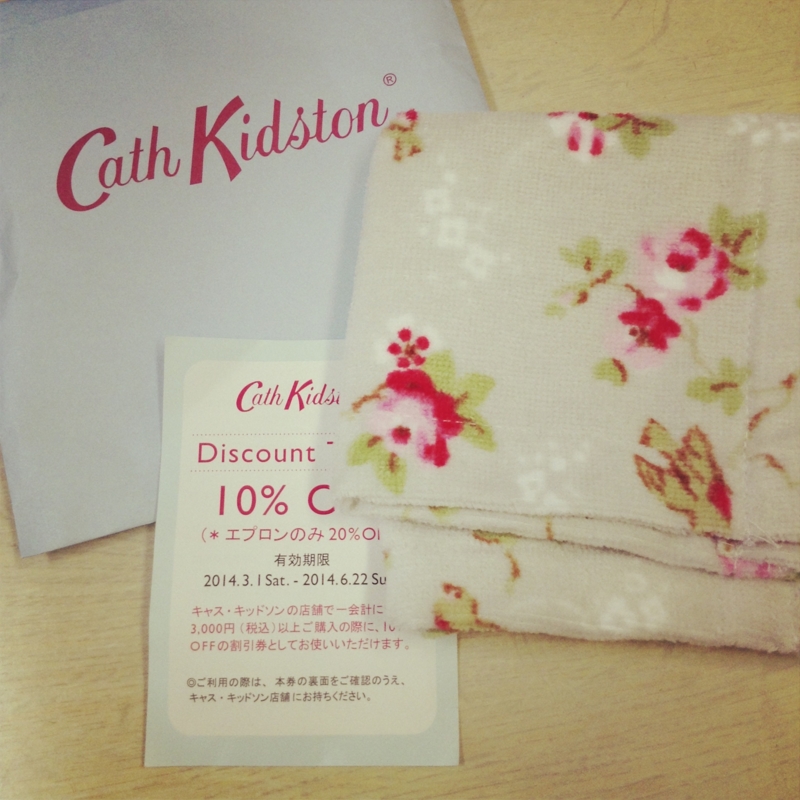 Cath Kidston®
Cath Kidst
Discount
10% O
(＊エプロンのみ20%OF
有効期限
2014.3.1 Sat. - 2014.6.22 Su
キャス・キッドソンの店舗で一会計に
3,000円（税込）以上ご購入の際に、10
OFFの割引券としてお使いいただけます。
◎ご利用の際は、本券の裏面をご確認のうえ、
キャス・キッドソン店舗にお持ちください。